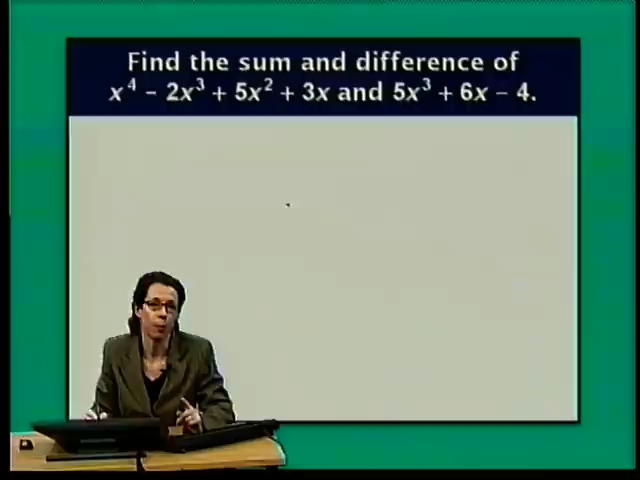 Find the sum and difference of
x⁴ − 2x³ + 5x² + 3x and 5x³ + 6x − 4.